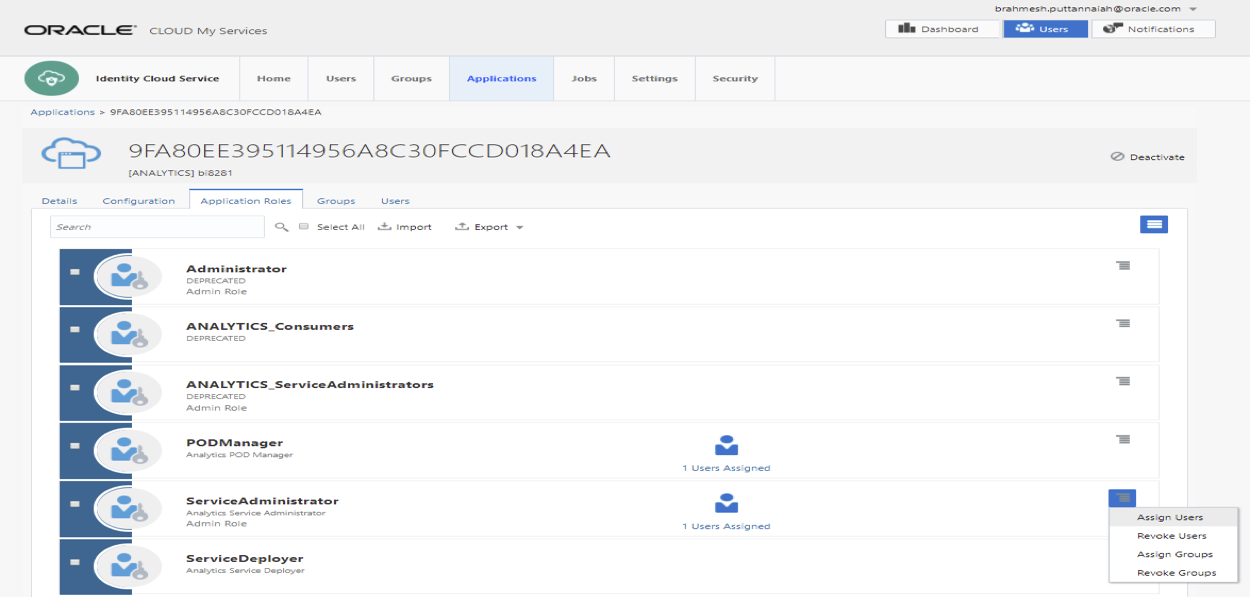 brahmesh.puttannaiah@oracle.com
ORACLE® CLOUD My Services
Dashboard Users Notifications
Identity Cloud Service Home Users Groups Applications Jobs Settings Security
Applications > 9FA80EE395114956A8C30FCCD018A4EA
9FA80EE395114956A8C30FCCD018A4EA
[ANALYTICS] bi8281
Deactivate
Details Configuration Application Roles Groups Users
Search Select All Import Export
Administrator
DEPRECATED
Admin Role
ANALYTICS_Consumers
DEPRECATED
ANALYTICS_ServiceAdministrators
DEPRECATED
Admin Role
PODManager
Analytics POD Manager
1 Users Assigned
ServiceAdministrator
Analytics Service Administrator
Admin Role
1 Users Assigned
Assign Users
Revoke Users
Assign Groups
Revoke Groups
ServiceDeployer
Analytics Service Deployer